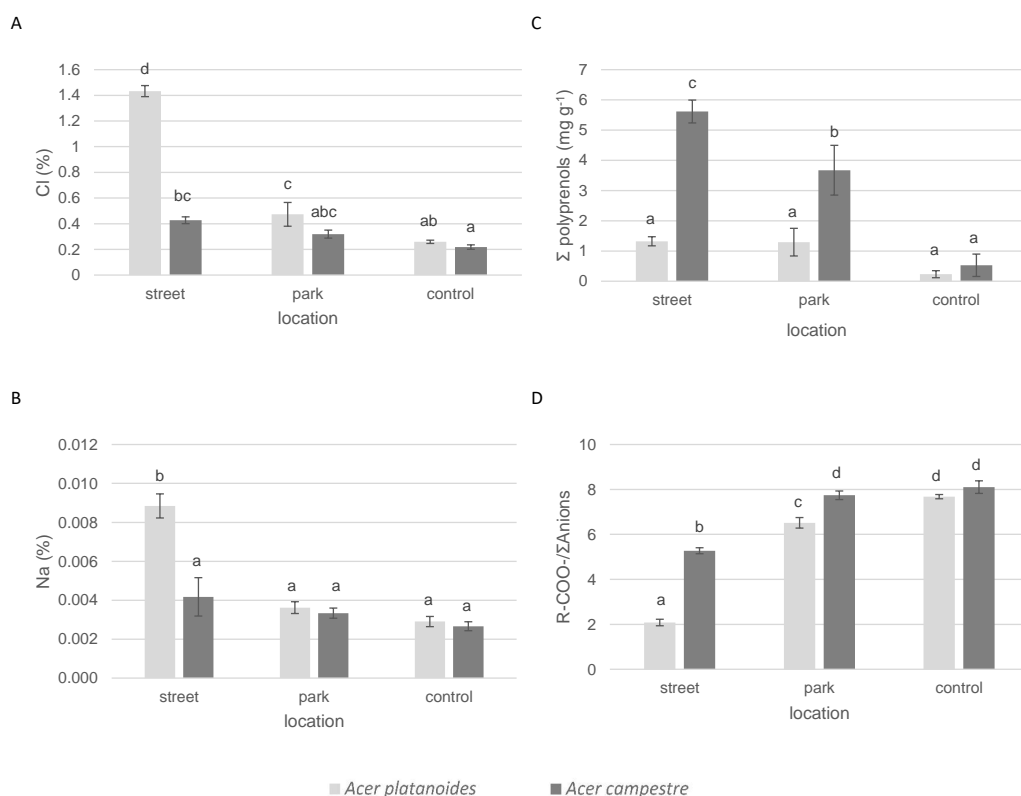 A
Cl (%)
1.6
1.4
1.2
1
0.8
0.6
0.4
0.2
0
d
bc
c
abc
ab
a
street park control
location
B
Na (%)
0.012
0.010
0.008
0.006
0.004
0.002
0.000
b
a
a
a
a
a
street park control
location
C
Σ polyprenols (mg g⁻¹)
7
6
5
4
3
2
1
0
a
c
a
b
a
a
street park control
location
D
R-COO-/ΣAnions
10
8
6
4
2
0
a
b
c
d
d
d
street park control
location
Acer platanoides Acer campestre